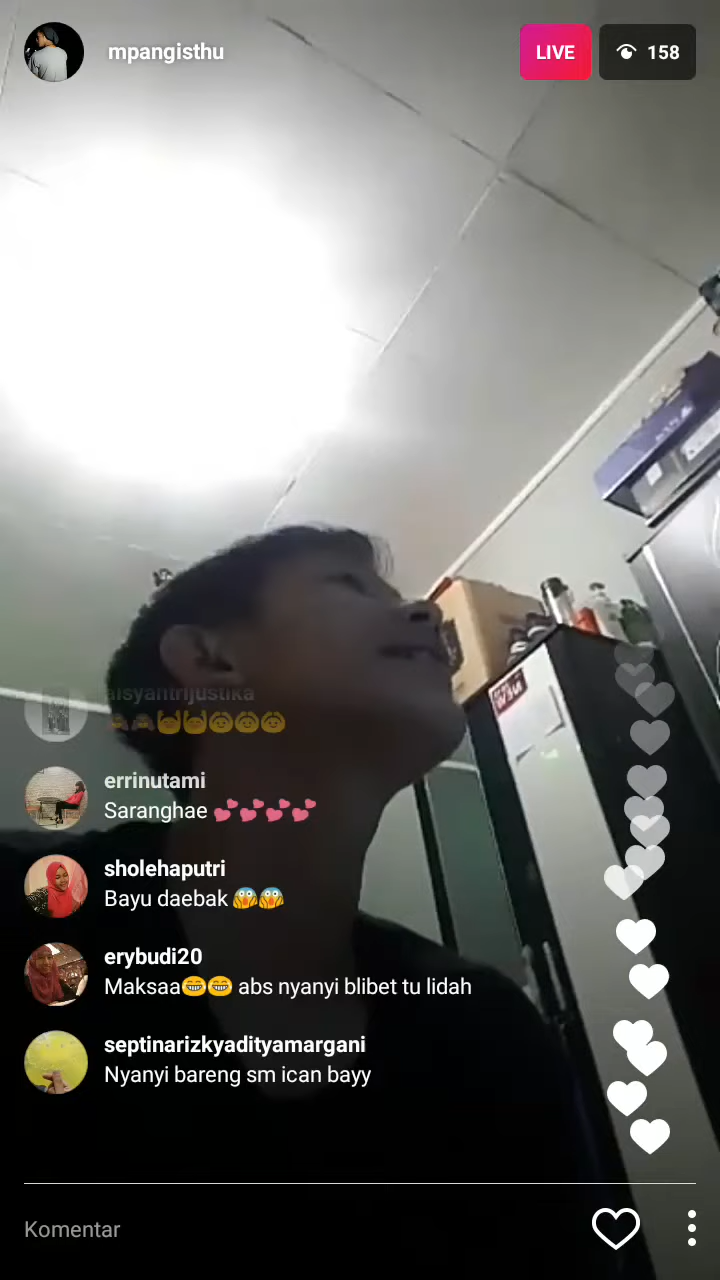 mpangisthu
LIVE
158
aisyahtrijustika
🙈🙈🙌🙌🙆🙆🙆
errinutami
Saranghae 💕💕💕💕
sholehaputri
Bayu daebak 😱😱
erybudi20
Maksaa😂😂 abs nyanyi blibet tu lidah
septinarizkyadityamargani
Nyanyi bareng sm ican bayy
Komentar